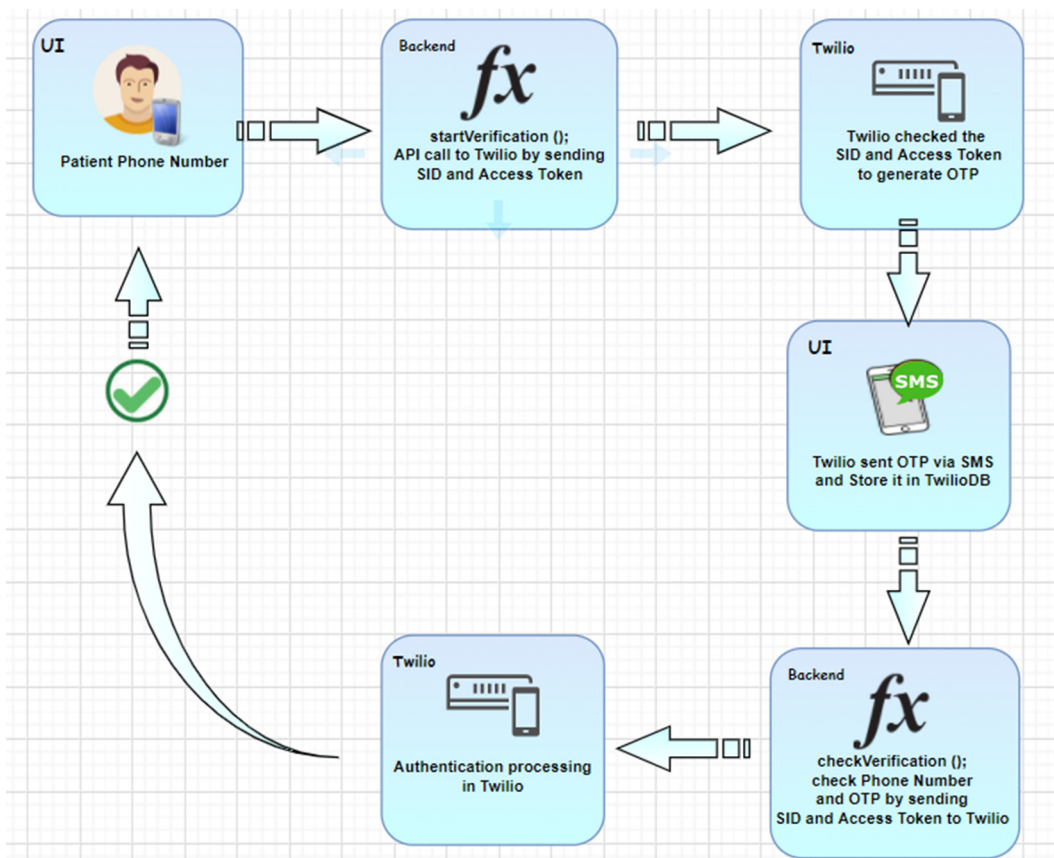 UI
Patient Phone Number
Backend
fx
startVerification ();
API call to Twilio by sending
SID and Access Token
Twilio
Twilio checked the
SID and Access Token
to generate OTP
UI
SMS
Twilio sent OTP via SMS
and Store it in TwilioDB
Backend
fx
checkVerification ();
check Phone Number
and OTP by sending
SID and Access Token to Twilio
Twilio
Authentication processing
in Twilio